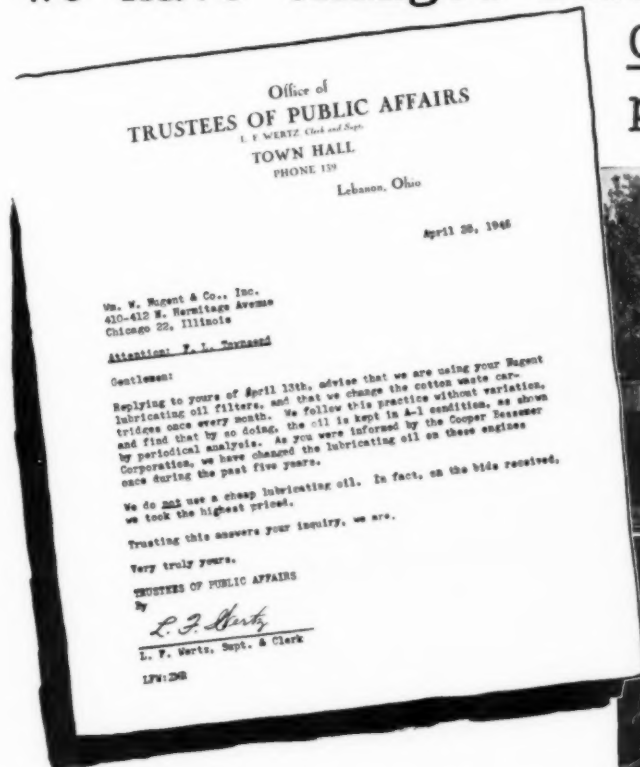 Office of
TRUSTEES OF PUBLIC AFFAIRS
L. F. WERTZ Clerk and Supt.
TOWN HALL
PHONE 159
Lebanon, Ohio
April 28, 1945
Wm. W. Nugent & Co., Inc.
410-412 N. Hermitage Avenue
Chicago 22, Illinois
Attention: F. L. Townsend
Gentlemen:
Replying to yours of April 13th, advise that we are using your Nugent
lubricating oil filters, and that we change the cotton waste car-
tridges once every month. We follow this practice without variation,
and find that by so doing, the oil is kept in A-1 condition, as shown
by periodical analysis. As you were informed by the Cooper Bessemer
Corporation, we have changed the lubricating oil on these engines
once during the past five years.
We do not use a cheap lubricating oil. In fact, on the bids received,
we took the highest priced.
Trusting this answers your inquiry, we are,
Very truly yours,
TRUSTEES OF PUBLIC AFFAIRS
By
L. F. Wertz
L. F. Wertz, Supt. & Clerk
LFW:ZMR